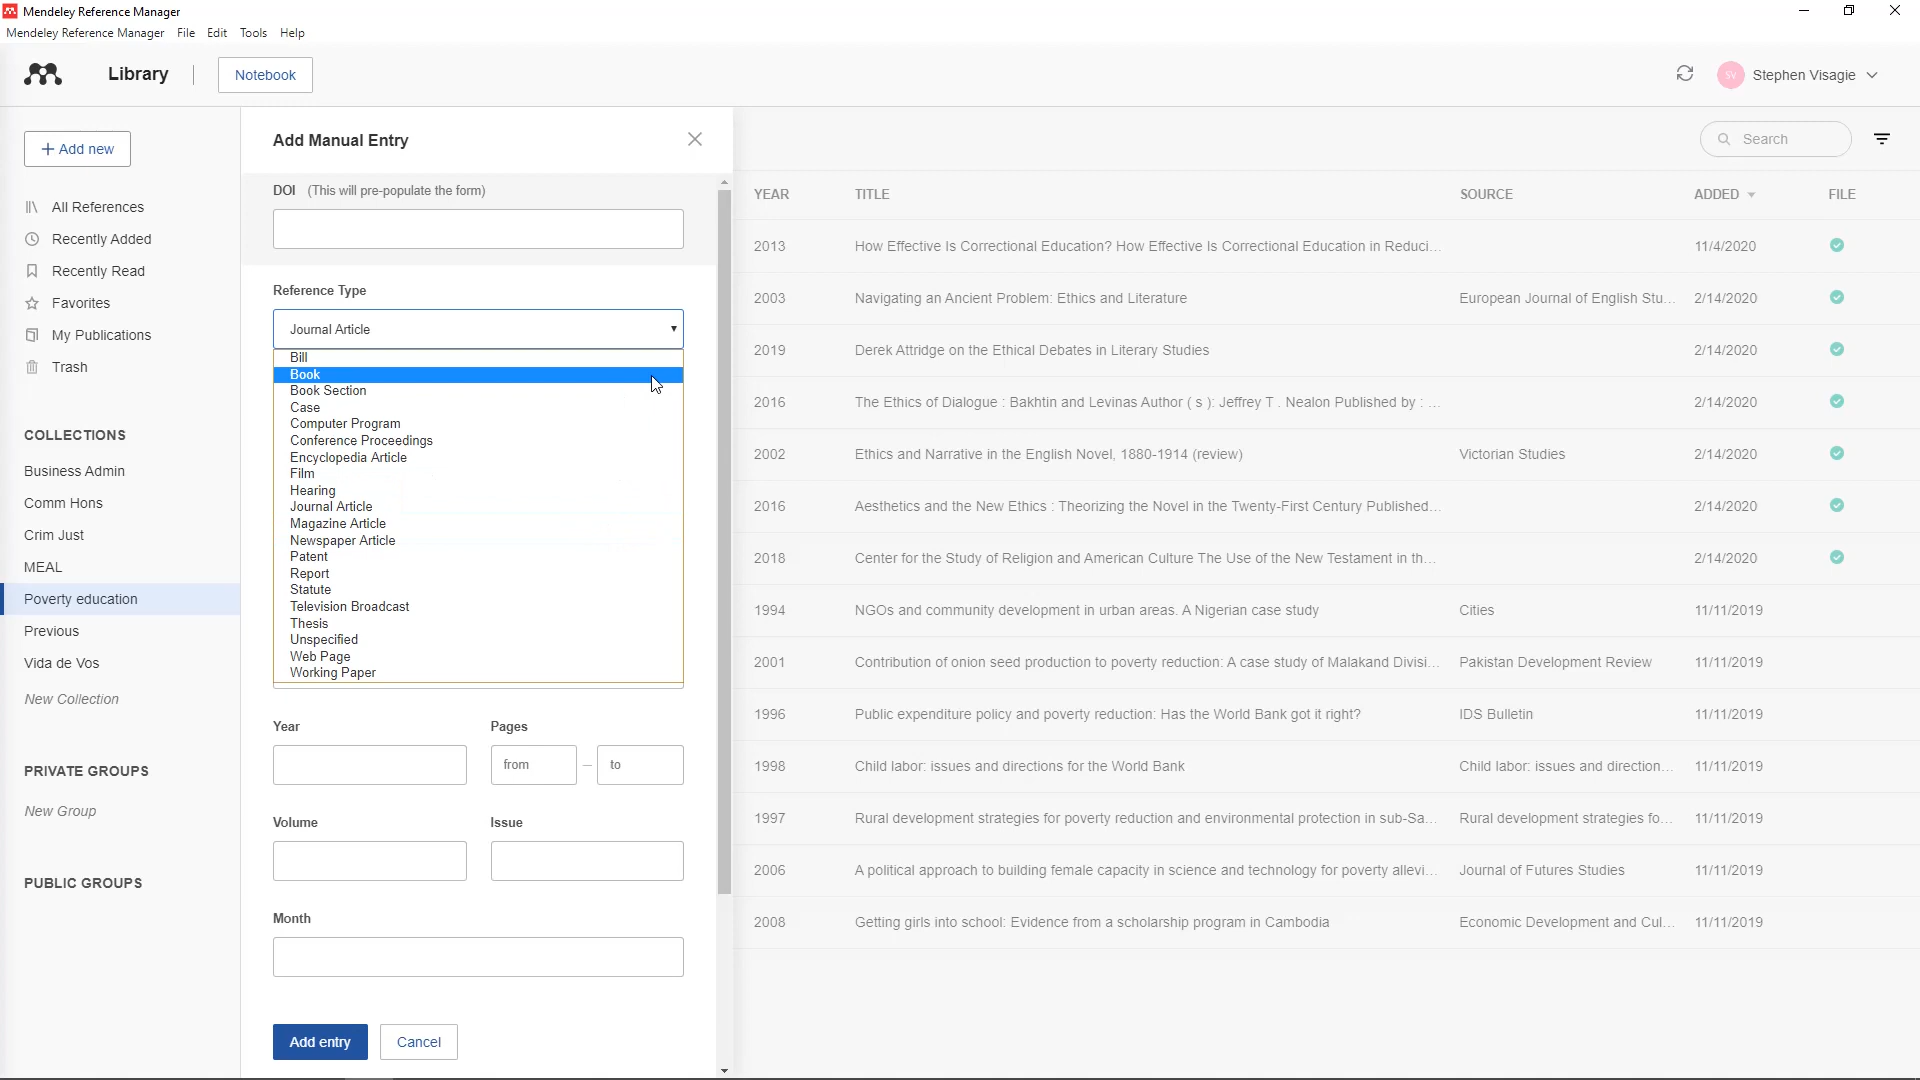 Mendeley Reference Manager
Mendeley Reference Manager File Edit Tools Help
Library
Notebook
SV
Stephen Visagie
+ Add new
All References
Recently Added
Recently Read
Favorites
My Publications
Trash
COLLECTIONS
Business Admin
Comm Hons
Crim Just
MEAL
Poverty education
Previous
Vida de Vos
New Collection
PRIVATE GROUPS
New Group
PUBLIC GROUPS
Add Manual Entry
DOI (This will pre-populate the form)
Reference Type
Journal Article
Bill
Book
Book Section
Case
Computer Program
Conference Proceedings
Encyclopedia Article
Film
Hearing
Journal Article
Magazine Article
Newspaper Article
Patent
Report
Statute
Television Broadcast
Thesis
Unspecified
Web Page
Working Paper
Year Pages
from – to
Volume Issue
Month
Add entry Cancel
Search
YEAR TITLE SOURCE ADDED FILE
2013 How Effective Is Correctional Education? How Effective Is Correctional Education in Reduci... 11/4/2020
2003 Navigating an Ancient Problem: Ethics and Literature European Journal of English Stu... 2/14/2020
2019 Derek Attridge on the Ethical Debates in Literary Studies 2/14/2020
2016 The Ethics of Dialogue : Bakhtin and Levinas Author ( s ): Jeffrey T . Nealon Published by : ... 2/14/2020
2002 Ethics and Narrative in the English Novel, 1880-1914 (review) Victorian Studies 2/14/2020
2016 Aesthetics and the New Ethics : Theorizing the Novel in the Twenty-First Century Published... 2/14/2020
2018 Center for the Study of Religion and American Culture The Use of the New Testament in th... 2/14/2020
1994 NGOs and community development in urban areas. A Nigerian case study Cities 11/11/2019
2001 Contribution of onion seed production to poverty reduction: A case study of Malakand Divisi... Pakistan Development Review 11/11/2019
1996 Public expenditure policy and poverty reduction: Has the World Bank got it right? IDS Bulletin 11/11/2019
1998 Child labor: issues and directions for the World Bank Child labor: issues and direction... 11/11/2019
1997 Rural development strategies for poverty reduction and environmental protection in sub-Sa... Rural development strategies fo... 11/11/2019
2006 A political approach to building female capacity in science and technology for poverty allevi... Journal of Futures Studies 11/11/2019
2008 Getting girls into school: Evidence from a scholarship program in Cambodia Economic Development and Cul... 11/11/2019